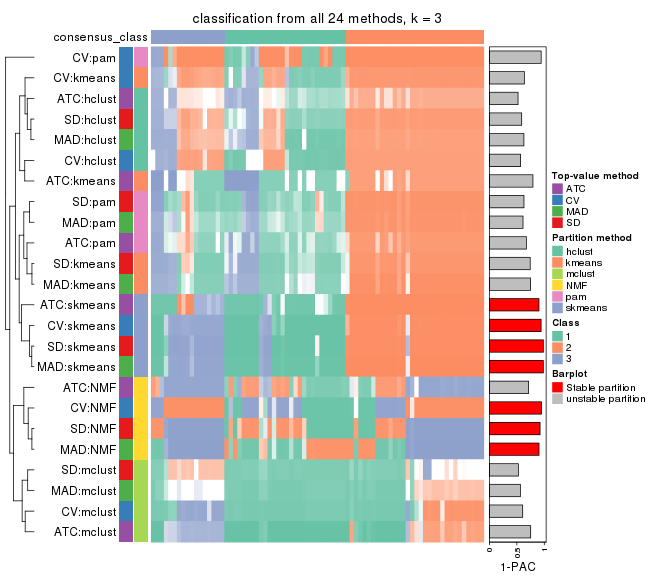 classification from all 24 methods, k = 3
consensus_class
CV:pam
CV:kmeans
ATC:hclust
SD:hclust
MAD:hclust
CV:hclust
ATC:kmeans
SD:pam
MAD:pam
ATC:pam
SD:kmeans
MAD:kmeans
ATC:skmeans
CV:skmeans
SD:skmeans
MAD:skmeans
ATC:NMF
CV:NMF
SD:NMF
MAD:NMF
SD:mclust
MAD:mclust
CV:mclust
ATC:mclust
0
0.5
1
1-PAC
Top-value method
ATC
CV
MAD
SD
Partition method
hclust
kmeans
mclust
NMF
pam
skmeans
Class
1
2
3
Barplot
Stable partition
unstable partition